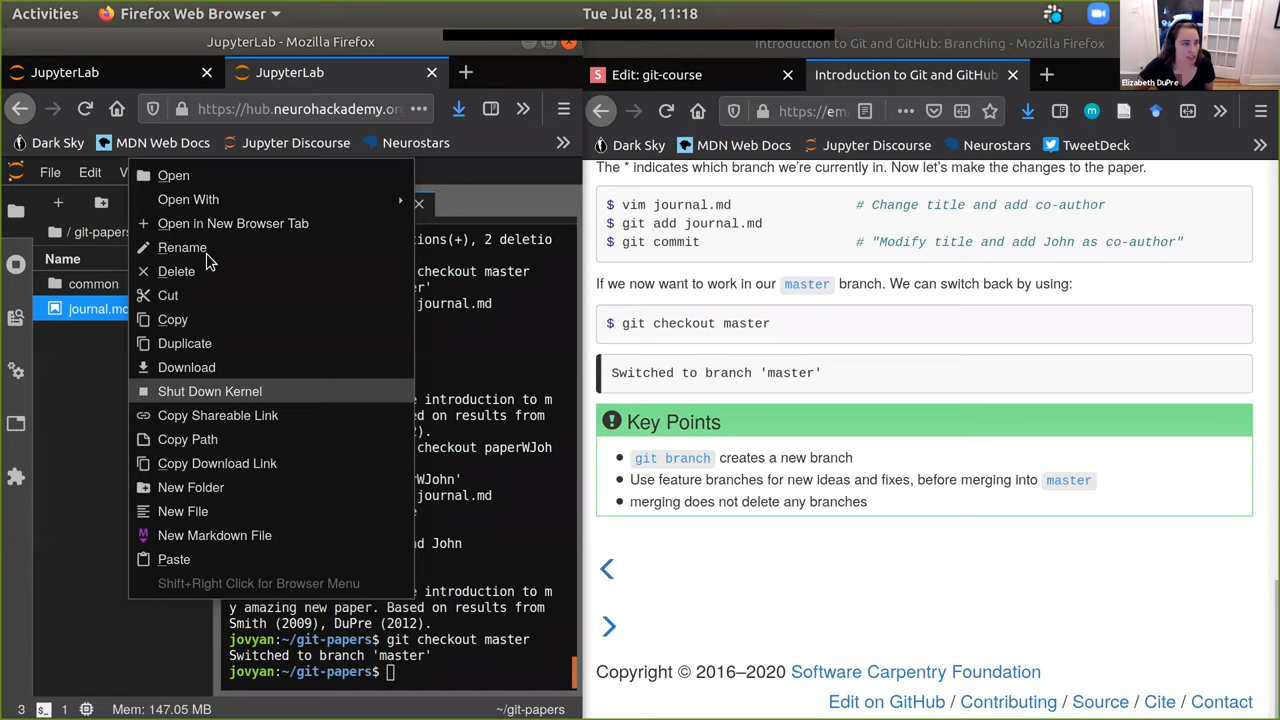 Activities Firefox Web Browser Tue Jul 28, 11:18
JupyterLab - Mozilla Firefox
Introduction to Git and GitHub: Branching - Mozilla Firefox
Elizabeth DuPre
JupyterLab
JupyterLab
Edit: git-course
Introduction to Git and GitHub
https://hub.neurohackademy.or
https://em
Dark Sky MDN Web Docs Jupyter Discourse Neurostars
Dark Sky MDN Web Docs Jupyter Discourse Neurostars TweetDeck
File Edit V
/ git-papers
Name
common
journal.md
Open
Open With
Open in New Browser Tab
Rename
Delete
Cut
Copy
Duplicate
Download
Shut Down Kernel
Copy Shareable Link
Copy Path
Copy Download Link
New Folder
New File
New Markdown File
Paste
Shift+Right Click for Browser Menu
tions(+), 2 deletio
checkout master
r'
journal.md
e introduction to m
ed on results from
).
checkout paperWJoh
rWJohn'
journal.md
e
nd John
e introduction to m
y amazing new paper. Based on results from
Smith (2009), DuPre (2012).
jovyan:~/git-papers$ git checkout master
Switched to branch 'master'
jovyan:~/git-papers$
3 $_ 1 Mem: 147.05 MB ~/git-papers
The * indicates which branch we're currently in. Now let's make the changes to the paper.
$ vim journal.md # Change title and add co-author
$ git add journal.md
$ git commit # "Modify title and add John as co-author"
If we now want to work in our master branch. We can switch back by using:
$ git checkout master
Switched to branch 'master'
Key Points
git branch creates a new branch
Use feature branches for new ideas and fixes, before merging into master
merging does not delete any branches
Copyright © 2016–2020 Software Carpentry Foundation
Edit on GitHub / Contributing / Source / Cite / Contact